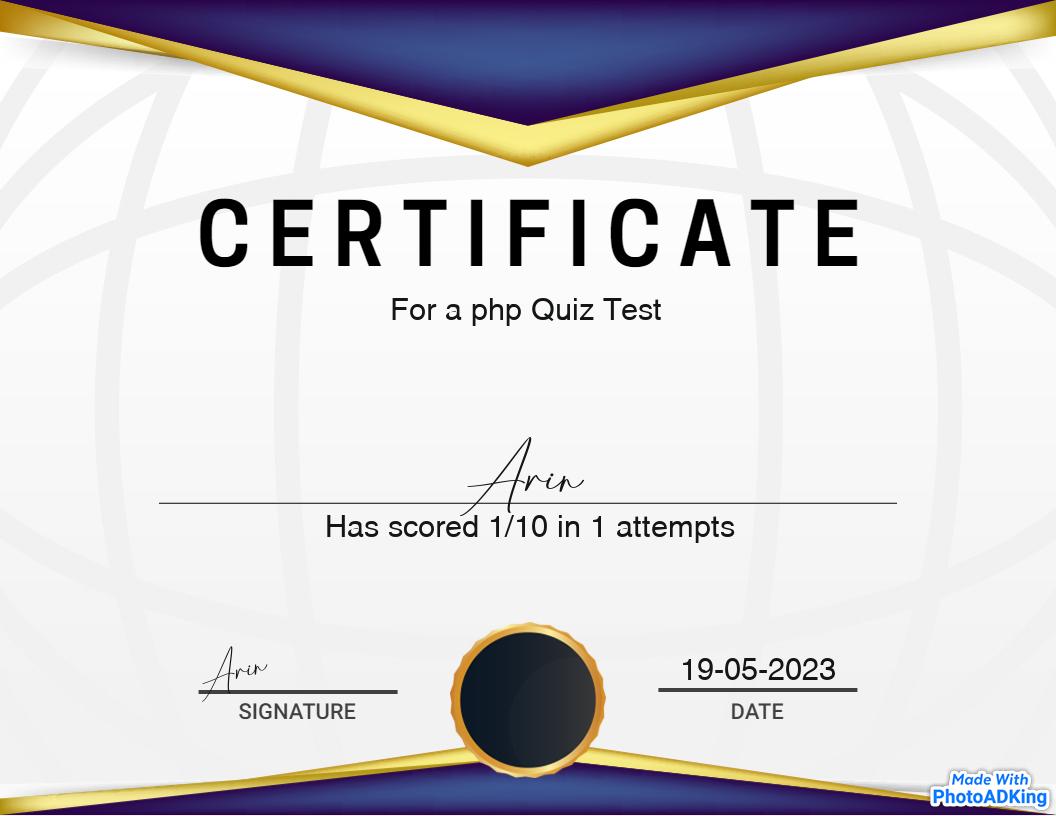 CERTIFICATE
For a php Quiz Test
Arin
Has scored 1/10 in 1 attempts
Arin
19-05-2023
SIGNATURE
DATE
Made With
PhotoADKing